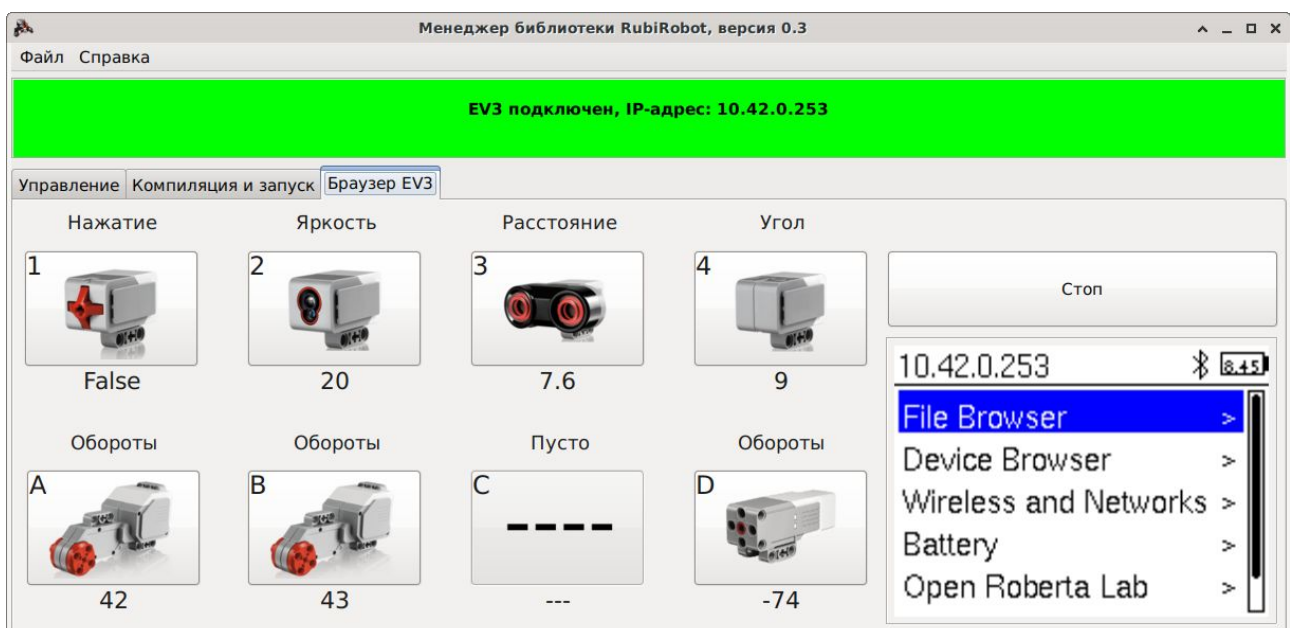 Менеджер библиотеки RubiRobot, версия 0.3
Файл Справка
EV3 подключен, IP-адрес: 10.42.0.253
Управление Компиляция и запуск Браузер EV3
Нажатие Яркость Расстояние Угол
1 2 3 4
Стоп
False 20 7.6 9
10.42.0.253 8.45
File Browser >
Device Browser >
Wireless and Networks >
Battery >
Open Roberta Lab >
Обороты Обороты Пусто Обороты
A B C D
----
42 43 --- -74